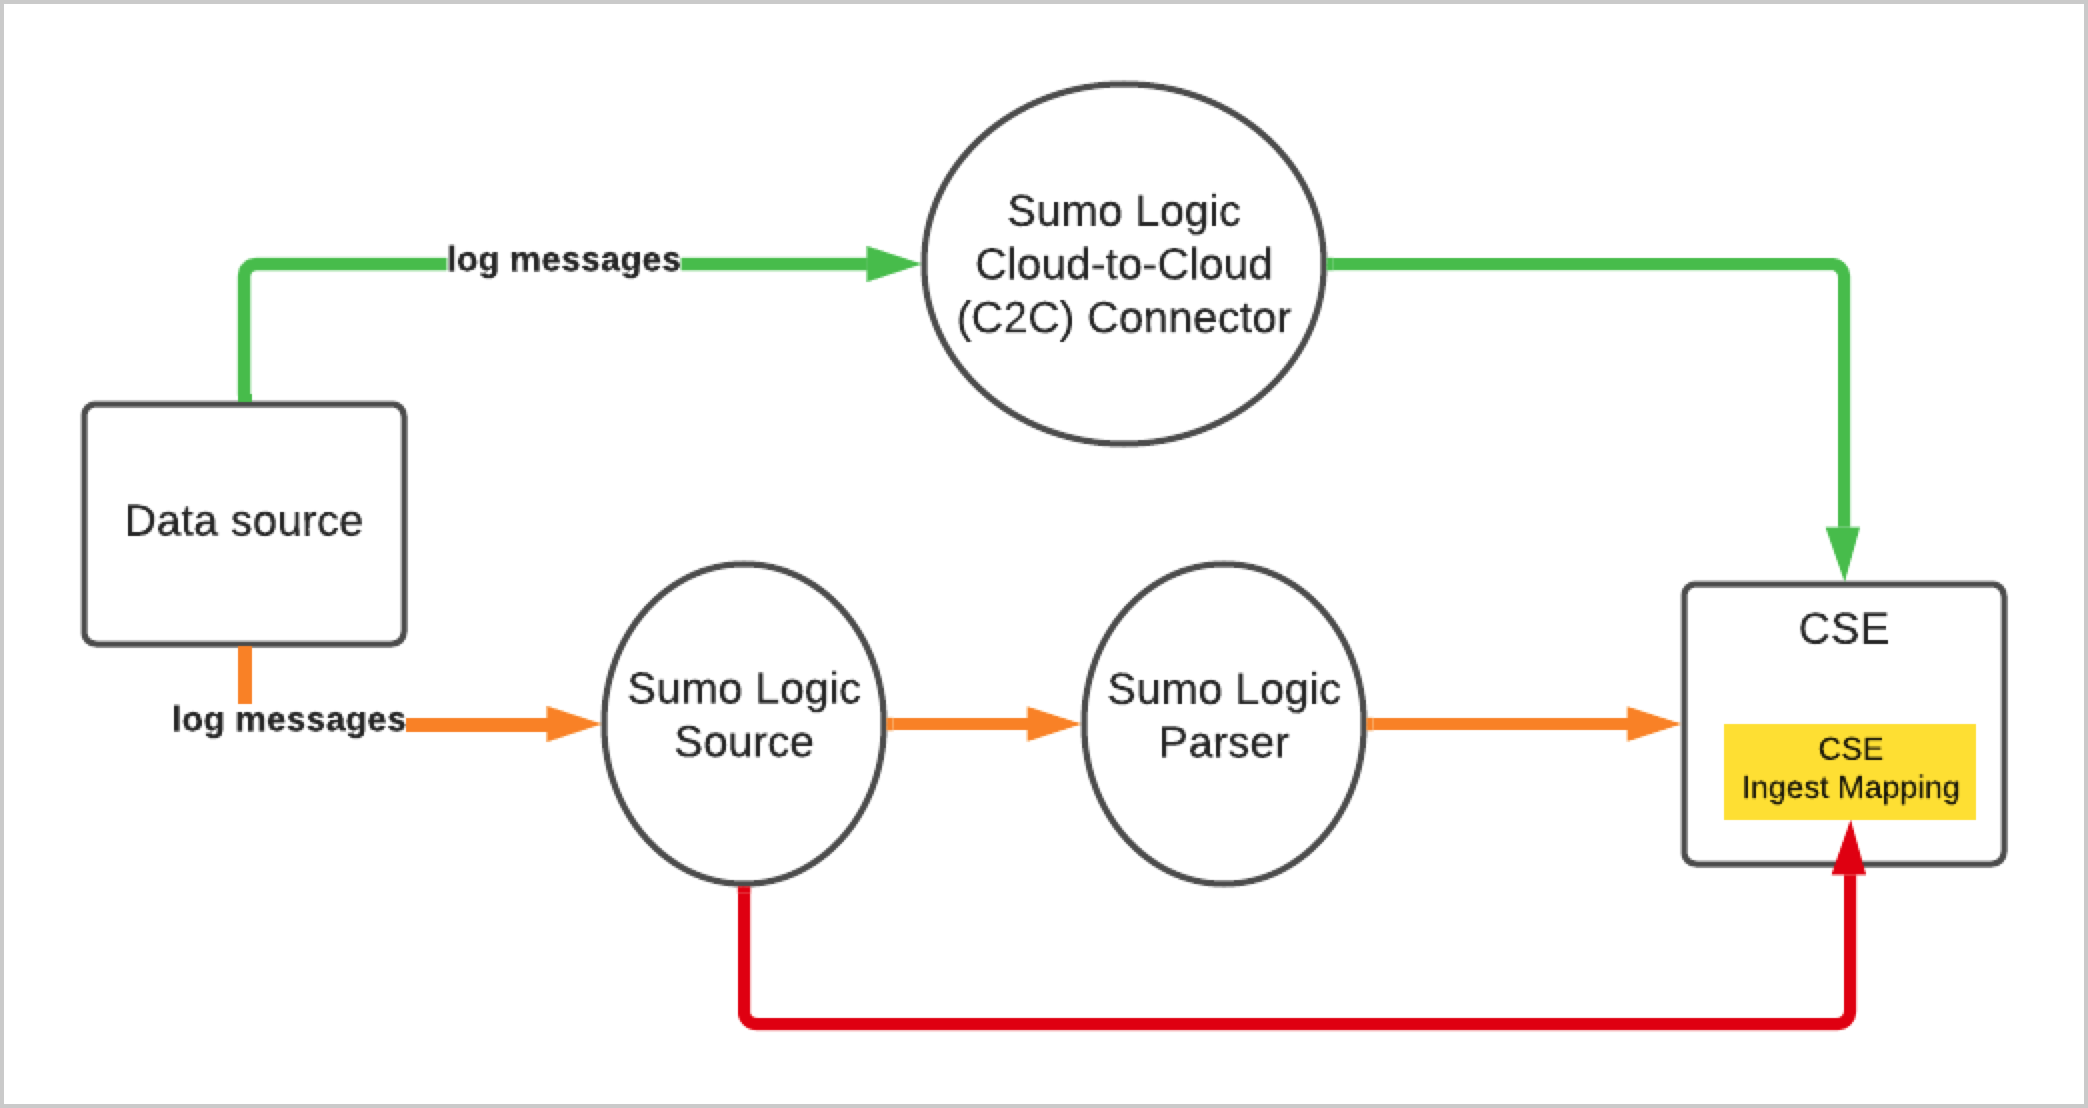 Sumo Logic
Cloud-to-Cloud
(C2C) Connector
log messages
Data source
log messages
Sumo Logic
Source
Sumo Logic
Parser
CSE
CSE
Ingest Mapping